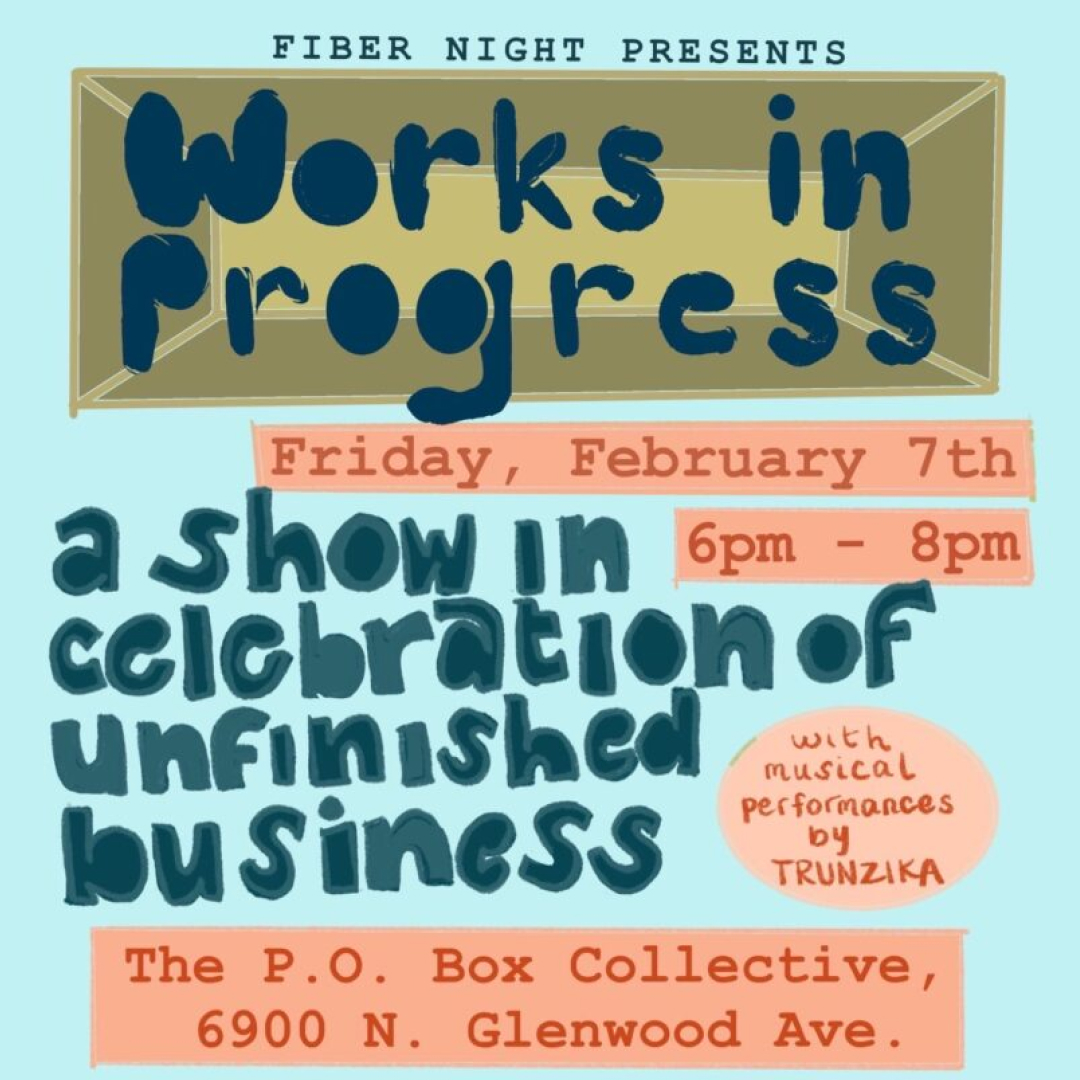 FIBER NIGHT PRESENTS
Works in
Progress
Friday, February 7th
6pm - 8pm
a show in
celebration of
unfinished
business
with
musical
performances
by
TRUNZIKA
The P.O. Box Collective,
6900 N. Glenwood Ave.